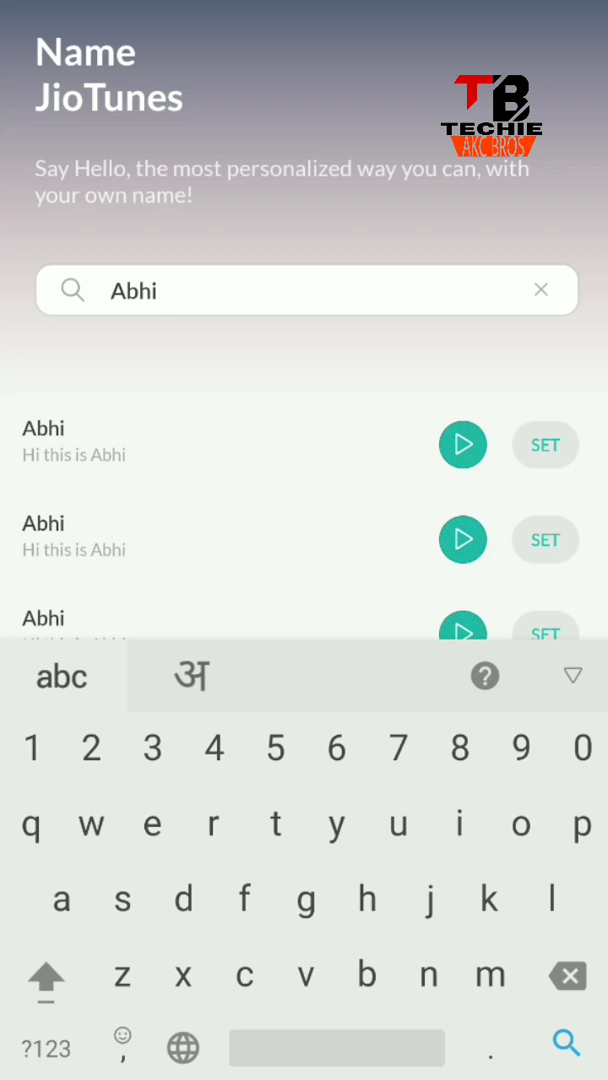 Name
JioTunes
TB
TECHIE
AKC BROS
Say Hello, the most personalized way you can, with
your own name!
Abhi
Abhi
Hi this is Abhi
SET
Abhi
Hi this is Abhi
SET
Abhi
SET
abc अ ?
1 2 3 4 5 6 7 8 9 0
q w e r t y u i o p
a s d f g h j k l
z x c v b n m
?123 , .